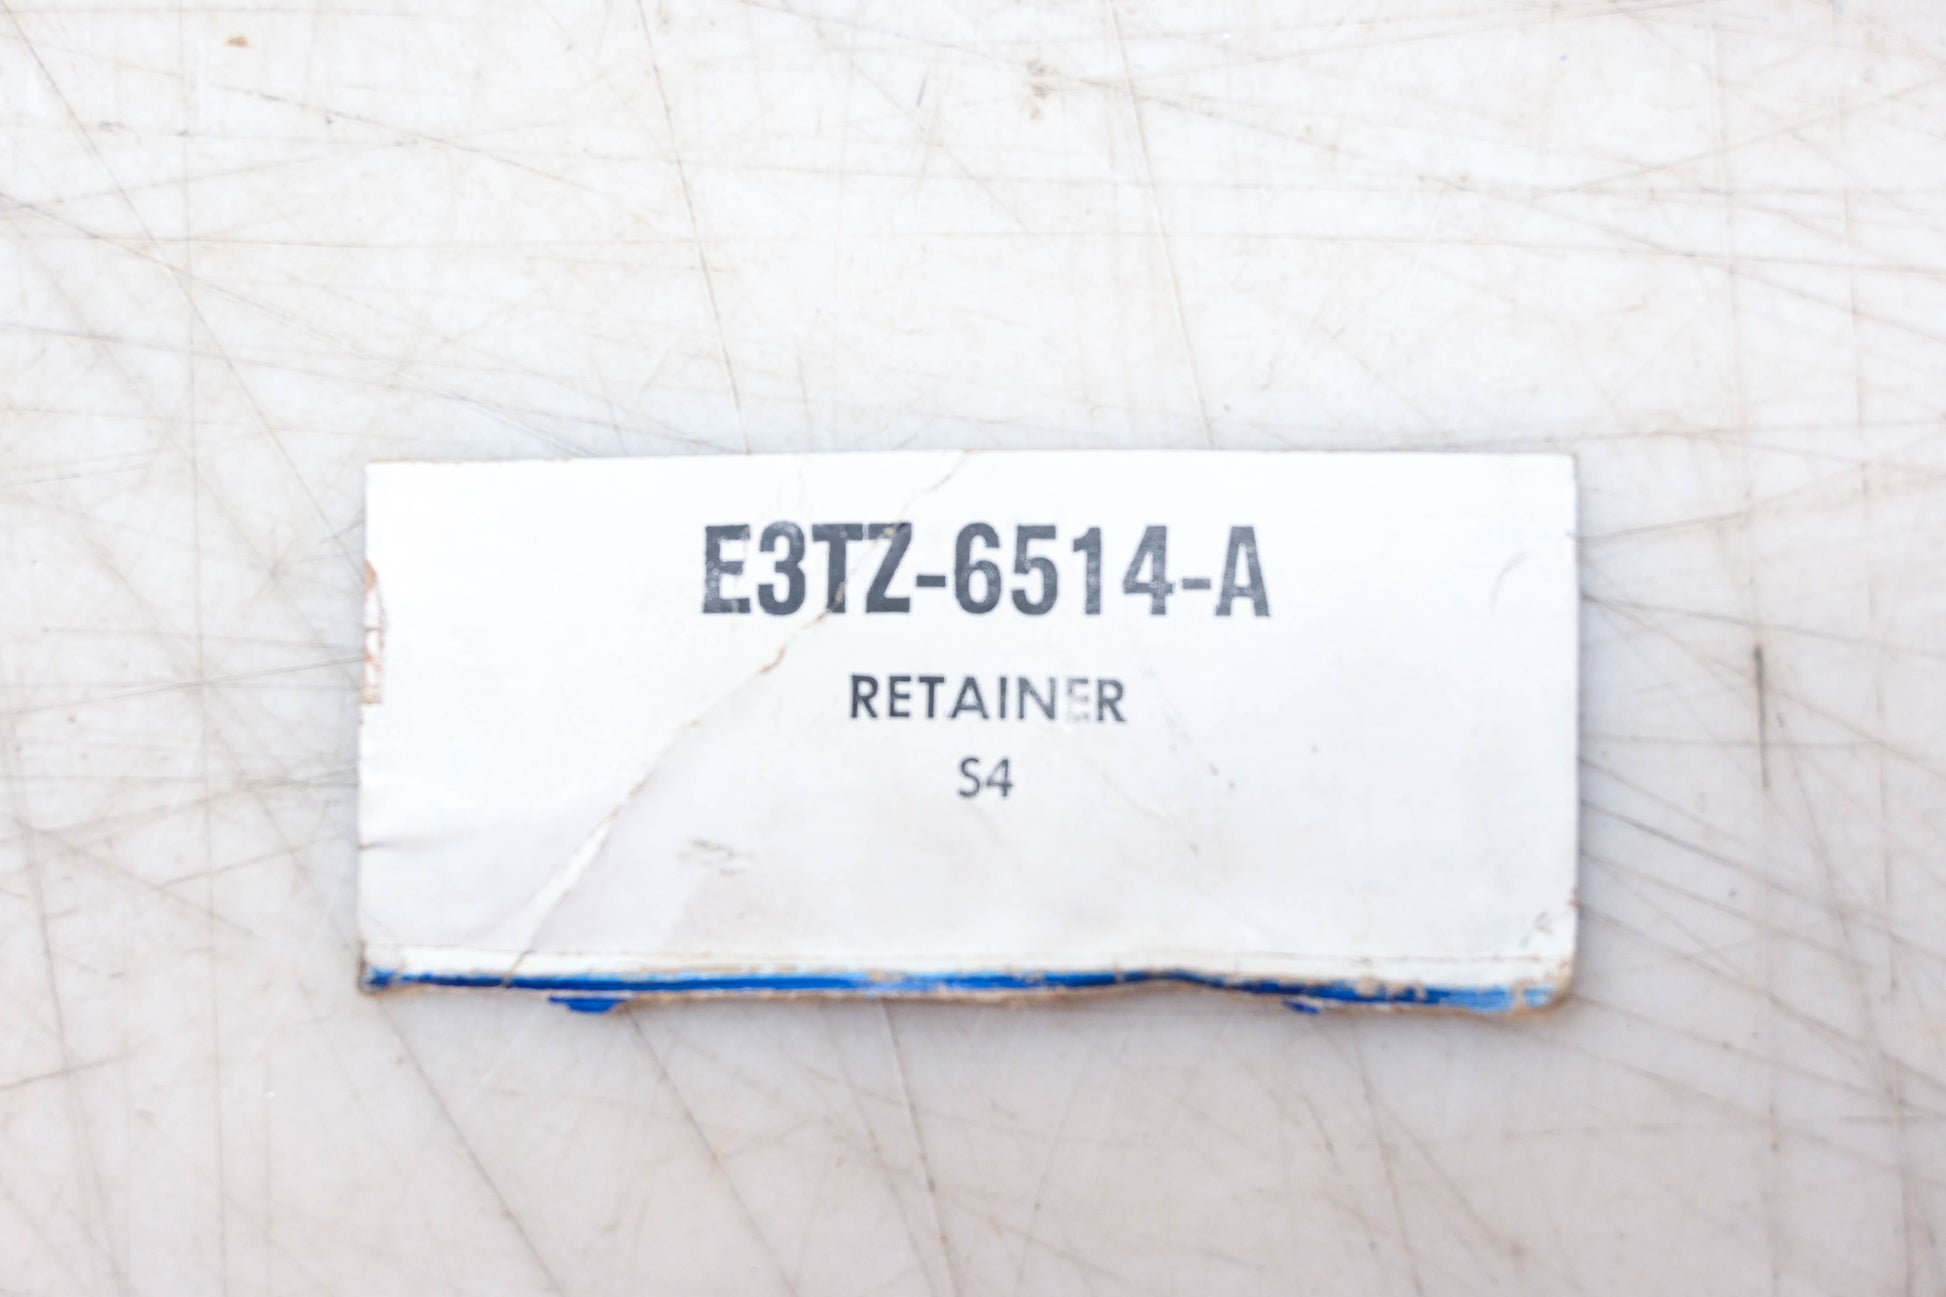 E3TZ-6514-A
RETAINER
S4